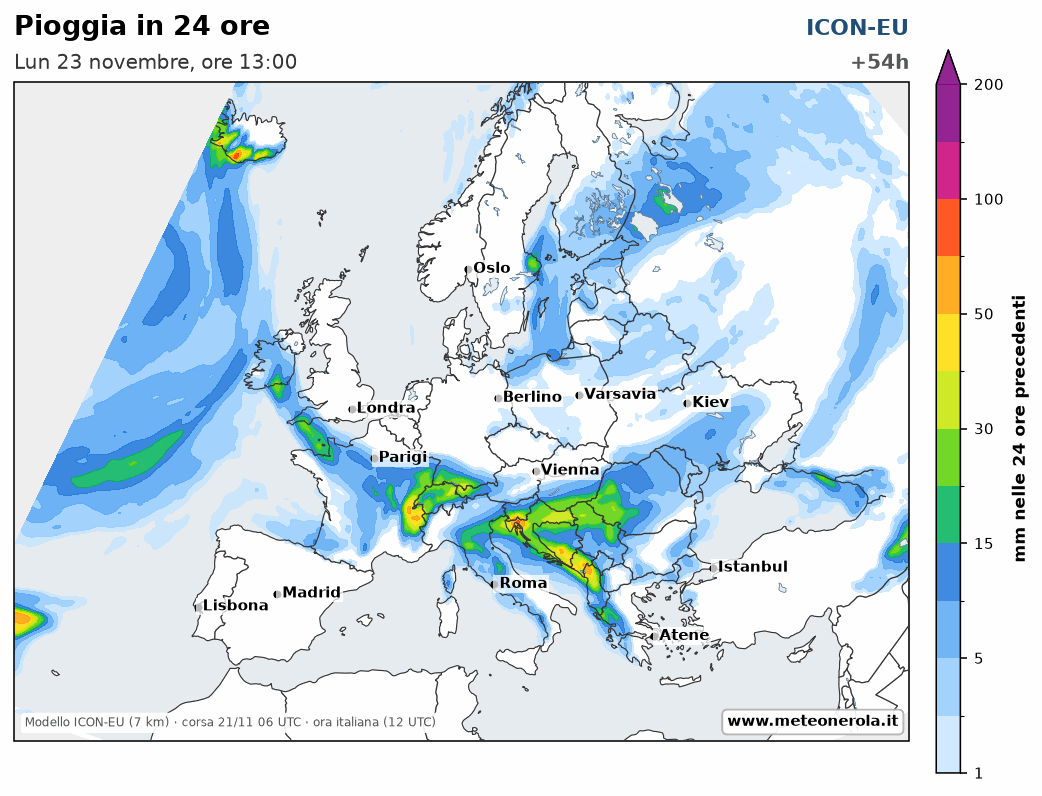 Pioggia in 24 ore
ICON-EU
Lun 23 novembre, ore 13:00
+54h
200
100
50
30
15
5
1
mm nelle 24 ore precedenti
Oslo
Berlino
Varsavia
Kiev
Londra
Parigi
Vienna
Istanbul
Roma
Madrid
Lisbona
Atene
Modello ICON-EU (7 km) · corsa 21/11 06 UTC · ora italiana (12 UTC)
www.meteonerola.it